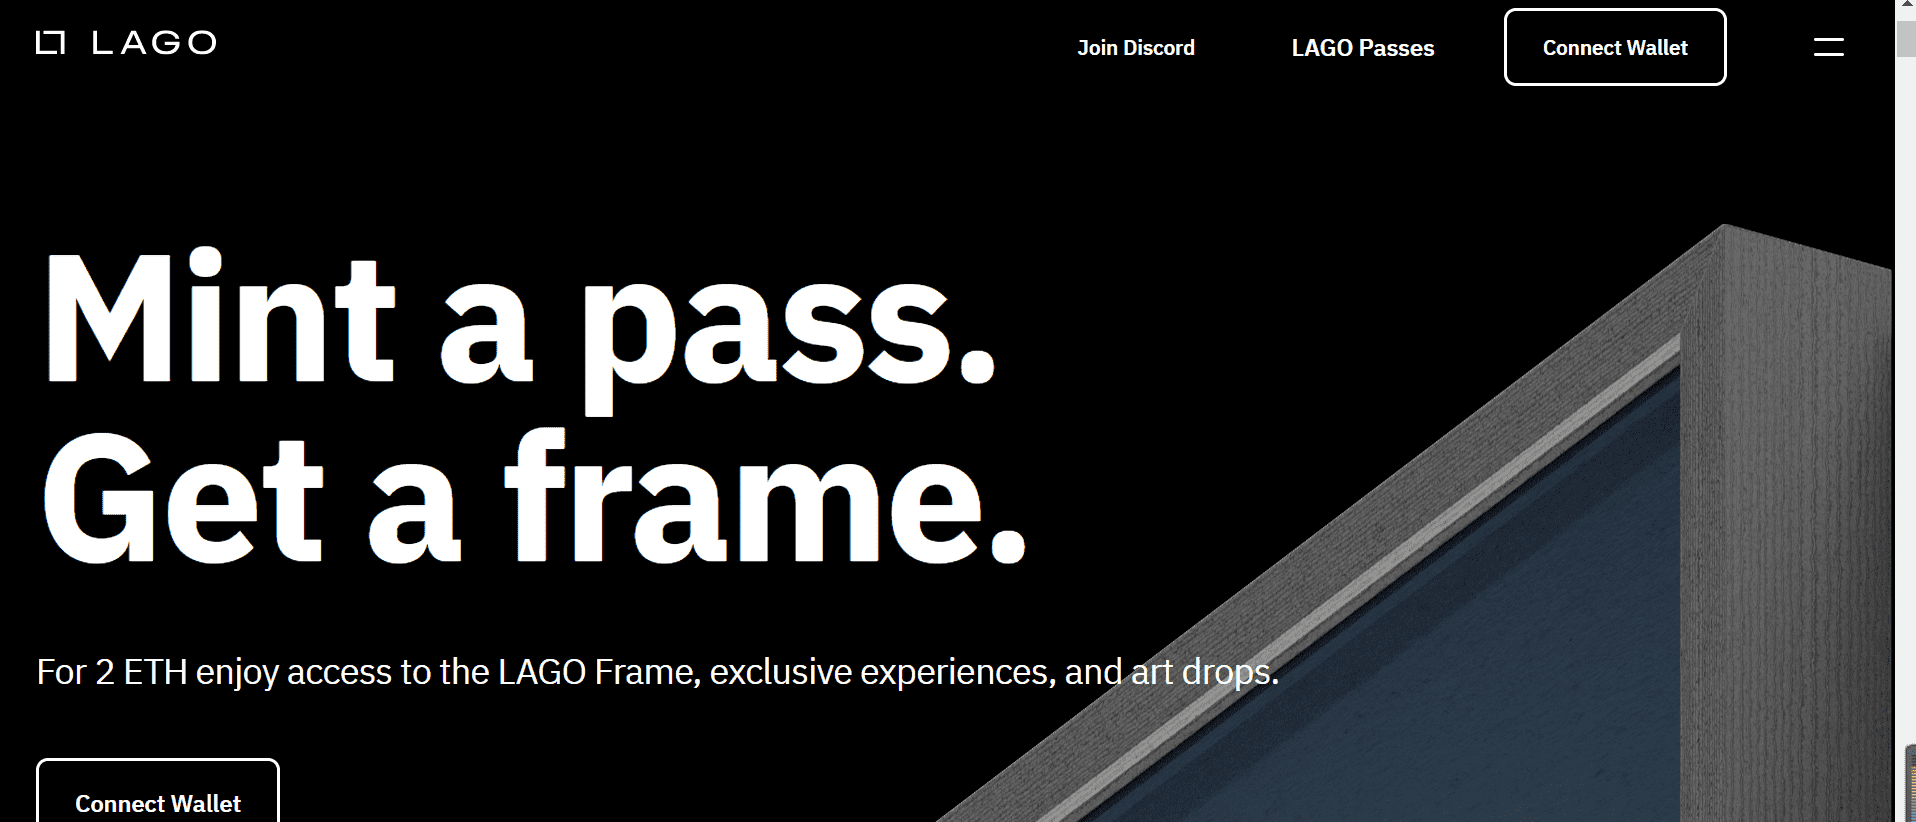 LAGO
Join Discord
LAGO Passes
Connect Wallet
Mint a pass.
Get a frame.
For 2 ETH enjoy access to the LAGO Frame, exclusive experiences, and art drops.
Connect Wallet